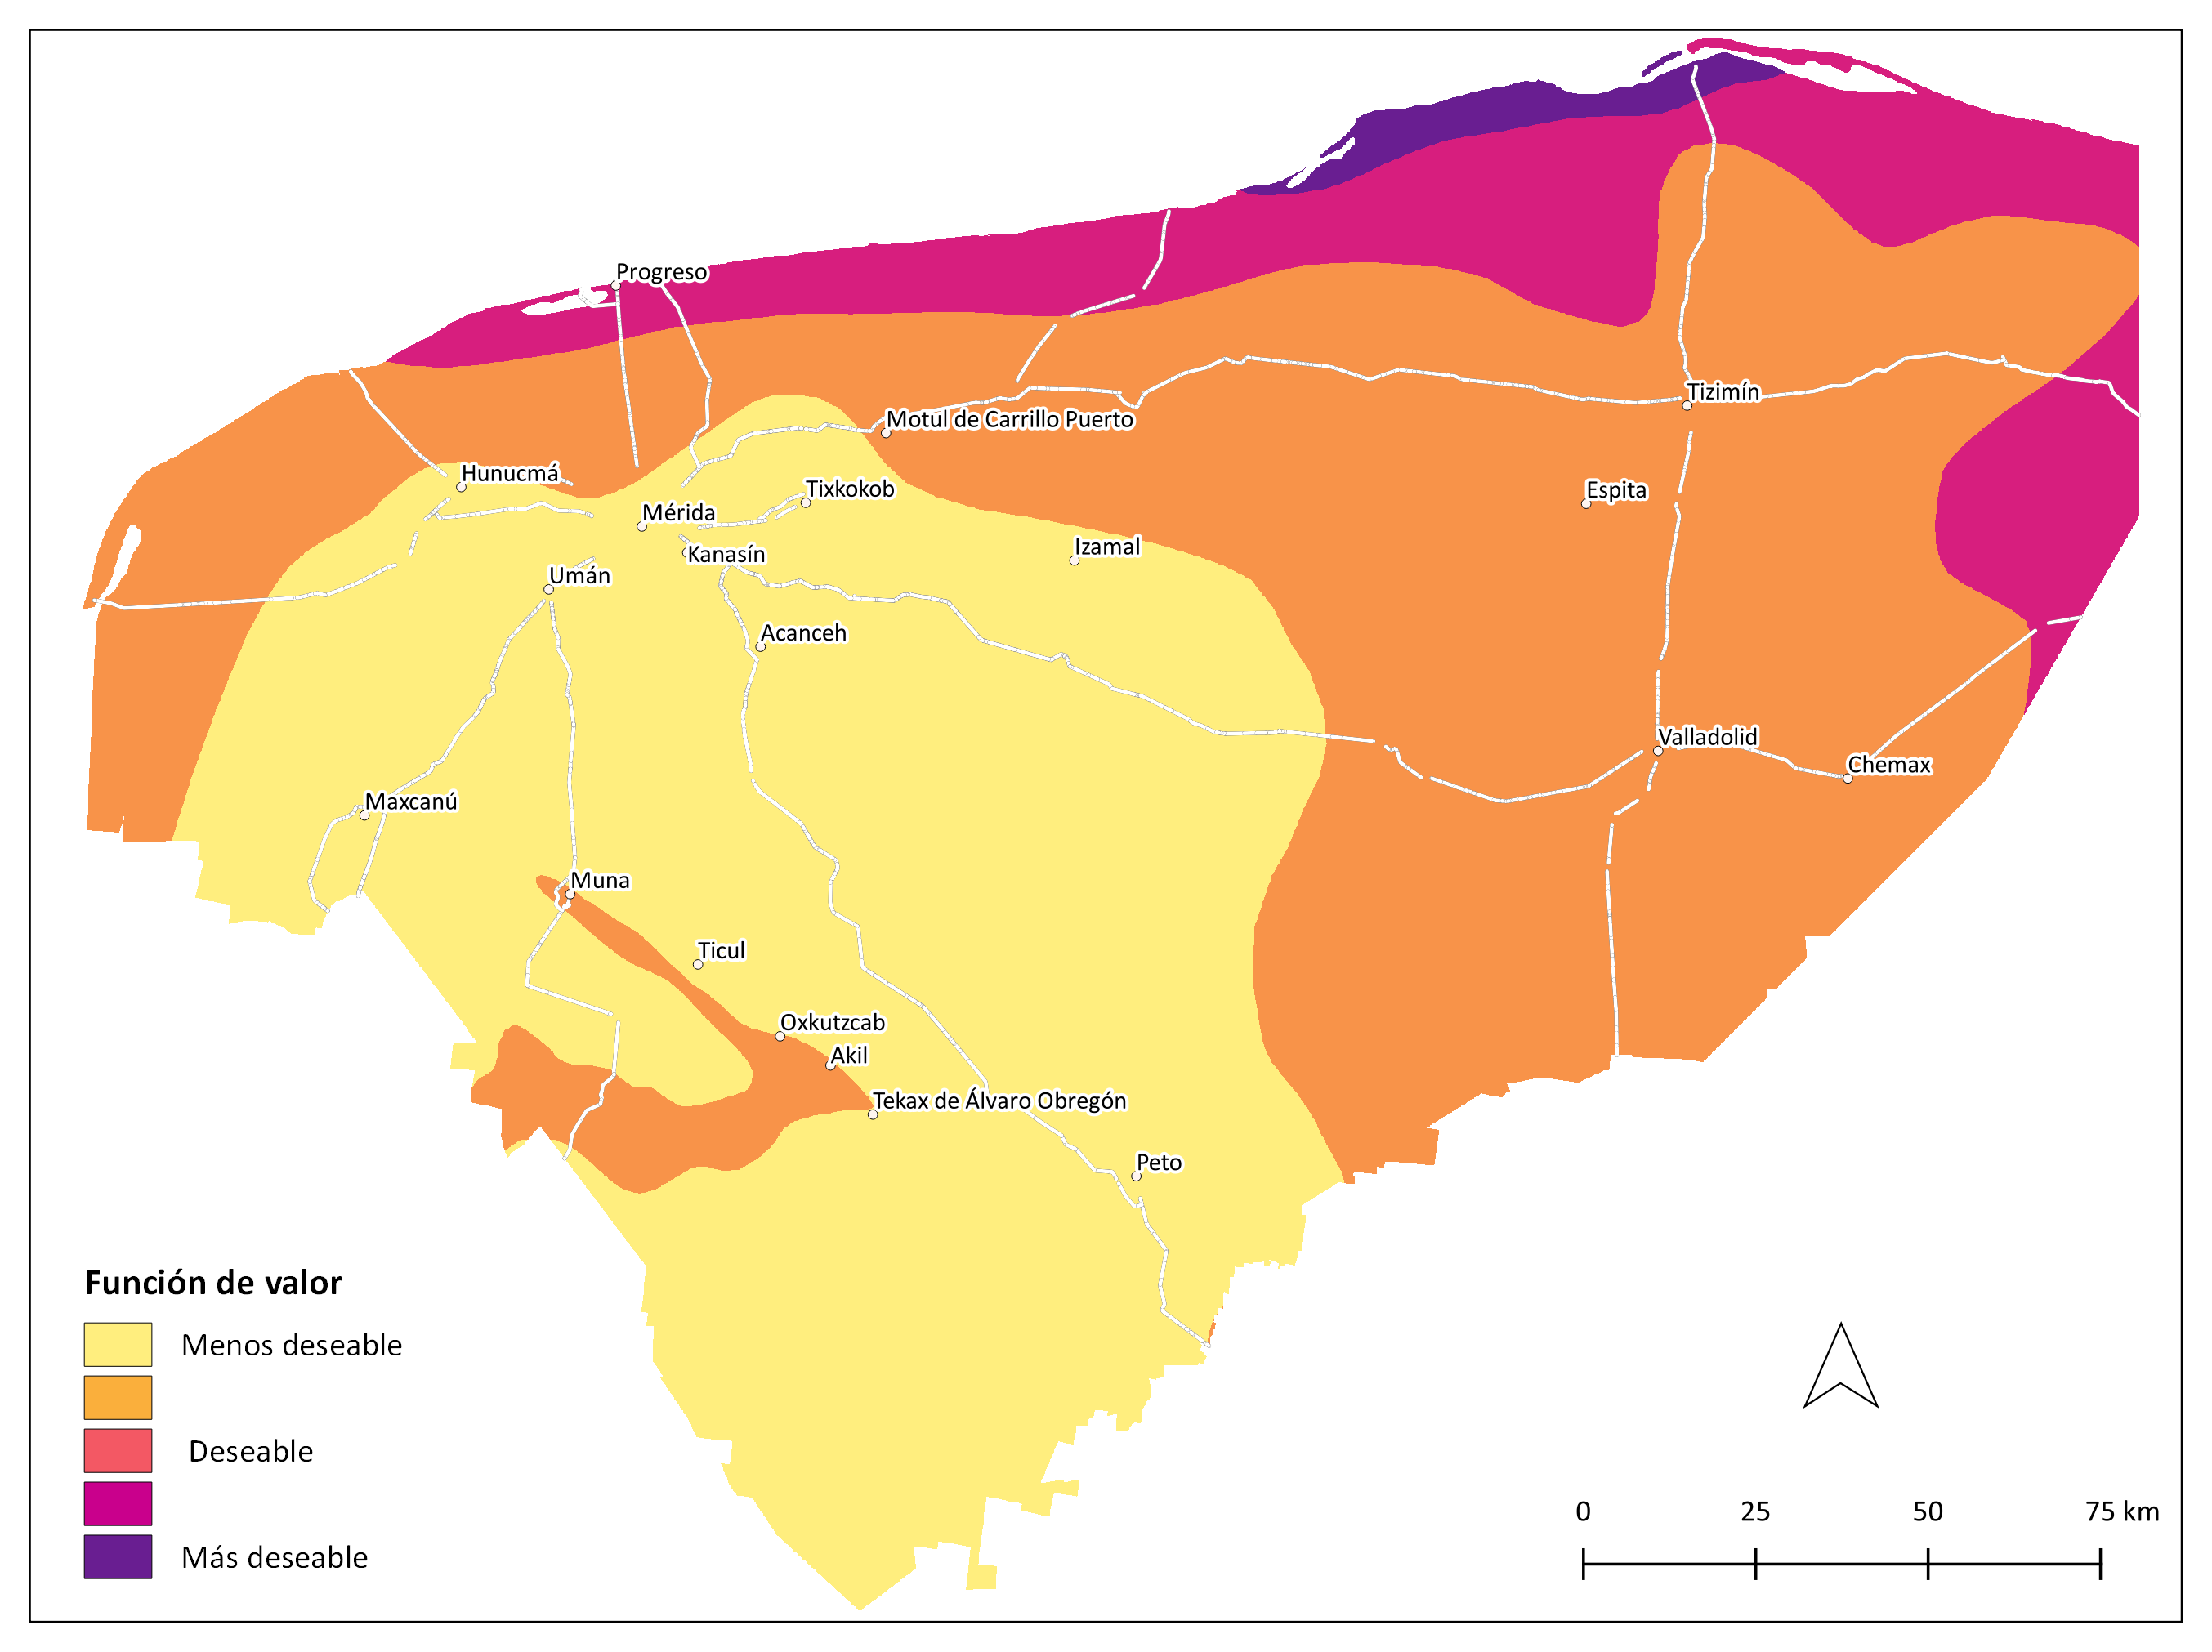 Progreso
Tizimín
Motul de Carrillo Puerto
Hunucmá
Tixkokob
Espita
Mérida
Izamal
Kanasín
Umán
Acanceh
Valladolid
Chemax
Maxcanú
Muna
Ticul
Oxkutzcab
Akil
Tekax de Álvaro Obregón
Peto
Función de valor
Menos deseable
Deseable
Más deseable
0 25 50 75 km